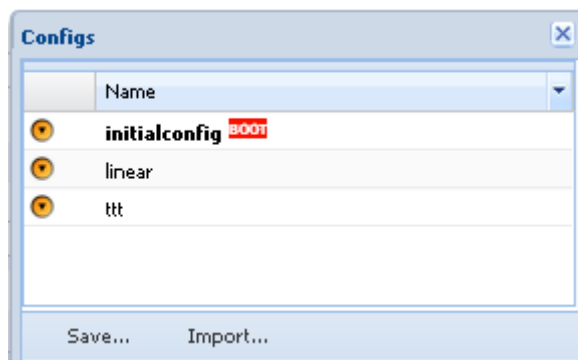 Configs
Name
initialconfig BOOT
linear
ttt
Save... Import...